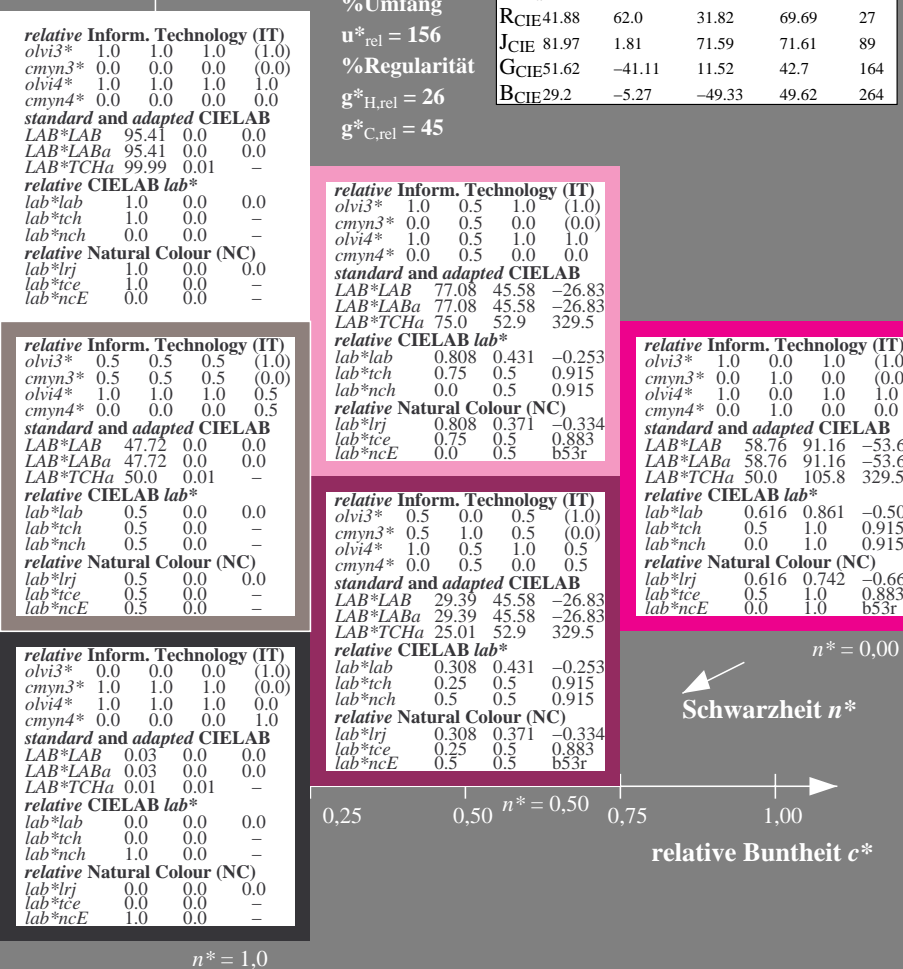 %Umfang
u*rel = 156
%Regularität
g*H,rel = 26
g*C,rel = 45
RCIE 41.88 62.0 31.82 69.69 27
JCIE 81.97 1.81 71.59 71.61 89
GCIE 51.62 −41.11 11.52 42.7 164
BCIE 29.2 −5.27 −49.33 49.62 264
relative Inform. Technology (IT)
olvi3* 1.0 1.0 1.0 (1.0)
cmyn3* 0.0 0.0 0.0 (0.0)
olvi4* 1.0 1.0 1.0 1.0
cmyn4* 0.0 0.0 0.0 0.0
standard and adapted CIELAB
LAB*LAB 95.41 0.0 0.0
LAB*LABa 95.41 0.0 0.0
LAB*TCHa 99.99 0.01 –
relative CIELAB lab*
lab*lab 1.0 0.0 0.0
lab*tch 1.0 0.0 –
lab*nch 0.0 0.0 –
relative Natural Colour (NC)
lab*lrj 1.0 0.0 0.0
lab*tce 1.0 0.0 –
lab*ncE 0.0 0.0 –
relative Inform. Technology (IT)
olvi3* 1.0 0.5 1.0 (1.0)
cmyn3* 0.0 0.5 0.0 (0.0)
olvi4* 1.0 0.5 1.0 1.0
cmyn4* 0.0 0.5 0.0 0.0
standard and adapted CIELAB
LAB*LAB 77.08 45.58 −26.83
LAB*LABa 77.08 45.58 −26.83
LAB*TCHa 75.0 52.9 329.5
relative CIELAB lab*
lab*lab 0.808 0.431 −0.253
lab*tch 0.75 0.5 0.915
lab*nch 0.0 0.5 0.915
relative Natural Colour (NC)
lab*lrj 0.808 0.371 −0.334
lab*tce 0.75 0.5 0.883
lab*ncE 0.0 0.5 b53r
relative Inform. Technology (IT)
olvi3* 0.5 0.5 0.5 (1.0)
cmyn3* 0.5 0.5 0.5 (0.0)
olvi4* 1.0 1.0 1.0 0.5
cmyn4* 0.0 0.0 0.0 0.5
standard and adapted CIELAB
LAB*LAB 47.72 0.0 0.0
LAB*LABa 47.72 0.0 0.0
LAB*TCHa 50.0 0.01 –
relative CIELAB lab*
lab*lab 0.5 0.0 0.0
lab*tch 0.5 0.0 –
lab*nch 0.5 0.0 –
relative Natural Colour (NC)
lab*lrj 0.5 0.0 0.0
lab*tce 0.5 0.0 –
lab*ncE 0.5 0.0 –
relative Inform. Technology (IT)
olvi3* 1.0 0.0 1.0 (1.0
cmyn3* 0.0 1.0 0.0 (0.0
olvi4* 1.0 0.0 1.0 1.0
cmyn4* 0.0 1.0 0.0 0.0
standard and adapted CIELAB
LAB*LAB 58.76 91.16 −53.6
LAB*LABa 58.76 91.16 −53.6
LAB*TCHa 50.0 105.8 329.5
relative CIELAB lab*
lab*lab 0.616 0.861 −0.50
lab*tch 0.5 1.0 0.915
lab*nch 0.0 1.0 0.915
relative Natural Colour (NC)
lab*lrj 0.616 0.742 −0.66
lab*tce 0.5 1.0 0.883
lab*ncE 0.0 1.0 b53r
relative Inform. Technology (IT)
olvi3* 0.5 0.0 0.5 (1.0)
cmyn3* 0.5 1.0 0.5 (0.0)
olvi4* 1.0 0.5 1.0 0.5
cmyn4* 0.0 0.5 0.0 0.5
standard and adapted CIELAB
LAB*LAB 29.39 45.58 −26.83
LAB*LABa 29.39 45.58 −26.83
LAB*TCHa 25.01 52.9 329.5
relative CIELAB lab*
lab*lab 0.308 0.431 −0.253
lab*tch 0.25 0.5 0.915
lab*nch 0.5 0.5 0.915
relative Natural Colour (NC)
lab*lrj 0.308 0.371 −0.334
lab*tce 0.25 0.5 0.883
lab*ncE 0.5 0.5 b53r
relative Inform. Technology (IT)
olvi3* 0.0 0.0 0.0 (1.0)
cmyn3* 1.0 1.0 1.0 (0.0)
olvi4* 1.0 1.0 1.0 0.0
cmyn4* 0.0 0.0 0.0 1.0
standard and adapted CIELAB
LAB*LAB 0.03 0.0 0.0
LAB*LABa 0.03 0.0 0.0
LAB*TCHa 0.01 0.01 –
relative CIELAB lab*
lab*lab 0.0 0.0 0.0
lab*tch 0.0 0.0 –
lab*nch 1.0 0.0 –
relative Natural Colour (NC)
lab*lrj 0.0 0.0 0.0
lab*tce 0.0 0.0 –
lab*ncE 1.0 0.0 –
n* = 0,00
Schwarzheit n*
n* = 0,50
0,25 0,50 0,75 1,00
relative Buntheit c*
n* = 1,0